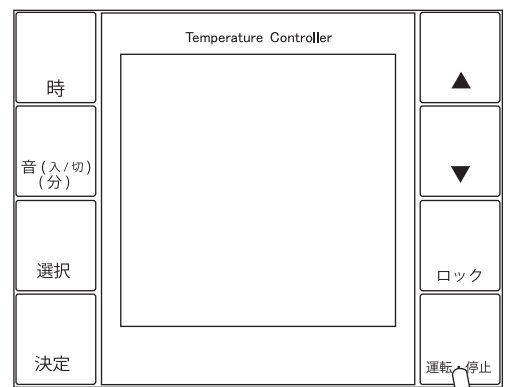 Temperature Controller
時
音(入/切)
(分)
選択
決定
▲
▼
ロック
運転・停止